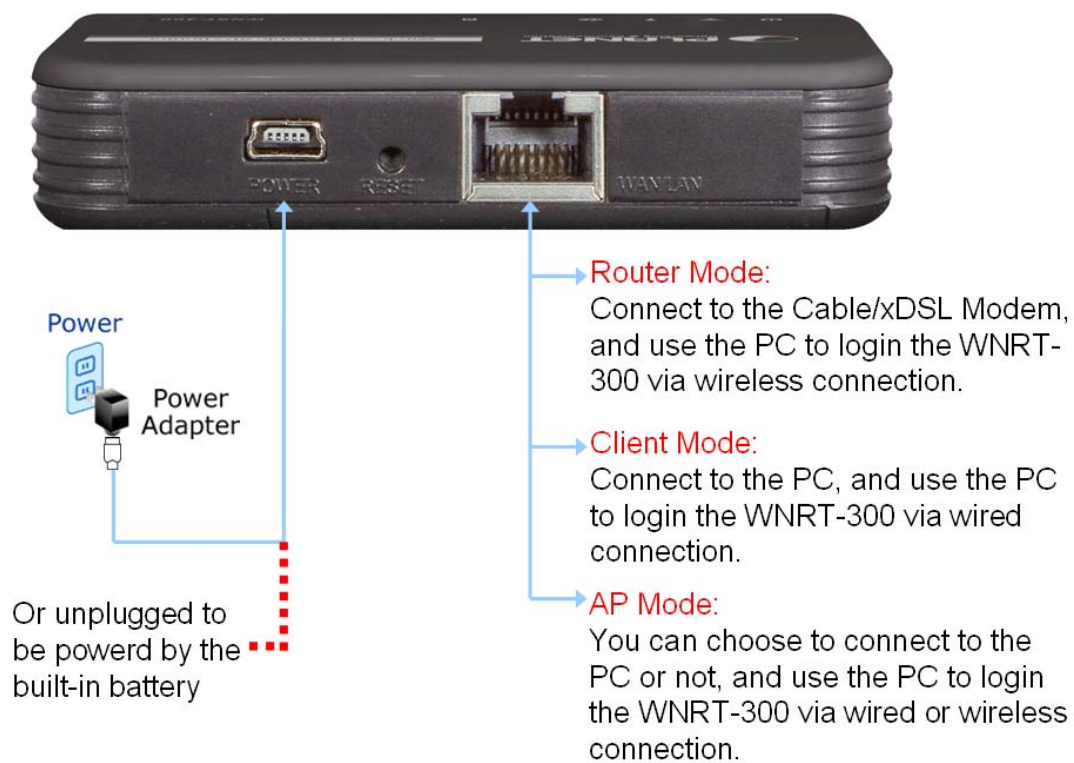 WNRT-300
PLANET
POWER
RESET
WAN/LAN
Power
Power
Adapter
Or unplugged to
be powerd by the
built-in battery
Router Mode:
Connect to the Cable/xDSL Modem,
and use the PC to login the WNRT-
300 via wireless connection.
Client Mode:
Connect to the PC, and use the PC
to login the WNRT-300 via wired
connection.
AP Mode:
You can choose to connect to the
PC or not, and use the PC to login
the WNRT-300 via wired or wireless
connection.